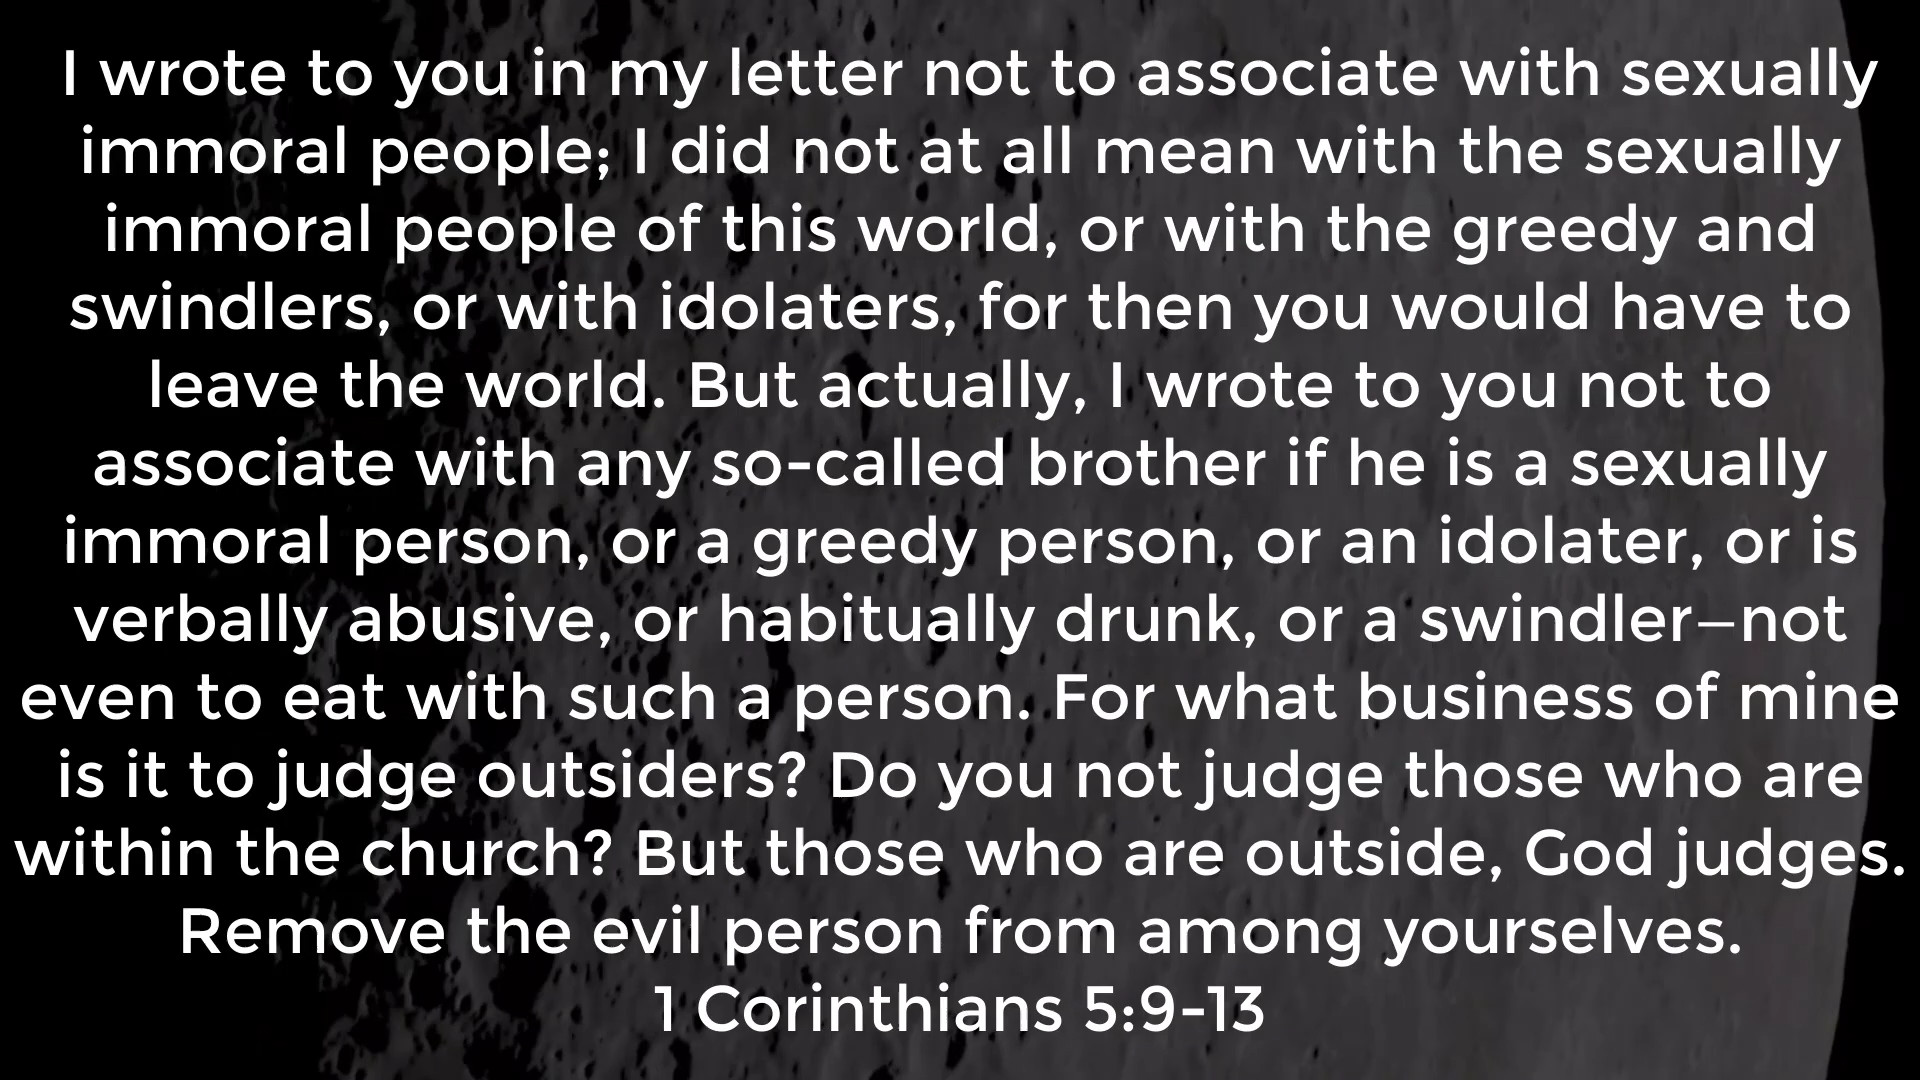 I wrote to you in my letter not to associate with sexually
immoral people; I did not at all mean with the sexually
immoral people of this world, or with the greedy and
swindlers, or with idolaters, for then you would have to
leave the world. But actually, I wrote to you not to
associate with any so-called brother if he is a sexually
immoral person, or a greedy person, or an idolater, or is
verbally abusive, or habitually drunk, or a swindler—not
even to eat with such a person. For what business of mine
is it to judge outsiders? Do you not judge those who are
within the church? But those who are outside, God judges.
Remove the evil person from among yourselves.
1 Corinthians 5:9-13